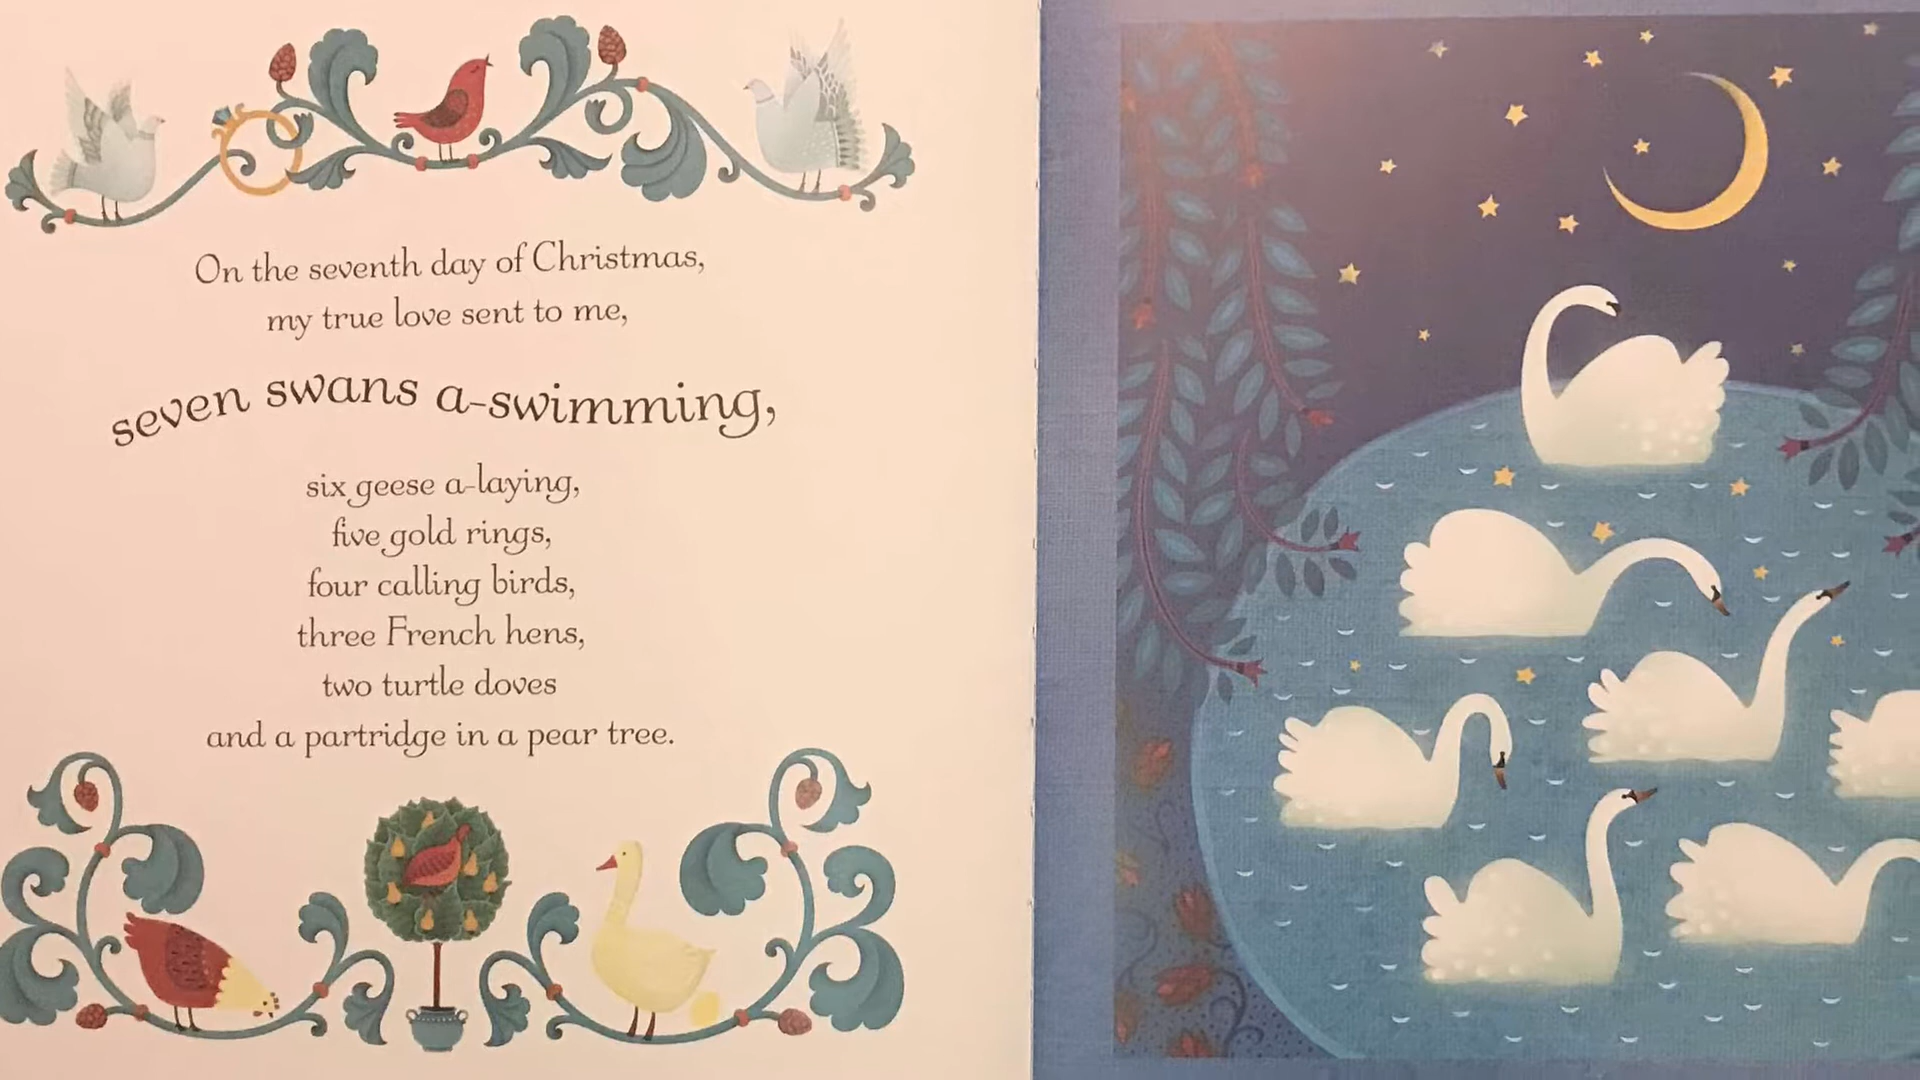 On the seventh day of Christmas,
my true love sent to me,
seven swans a-swimming,
six geese a-laying,
five gold rings,
four calling birds,
three French hens,
two turtle doves
and a partridge in a pear tree.